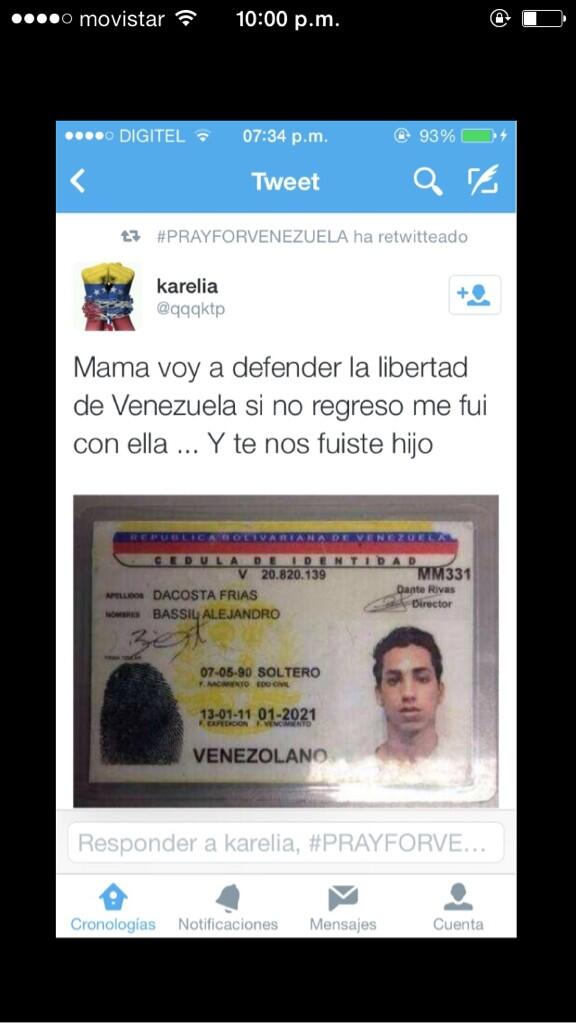 movistar 10:00 p.m.
DIGITEL 07:34 p.m. 93%
Tweet
#PRAYFORVENEZUELA ha retwitteado
karelia
@qqqktp
Mama voy a defender la libertad
de Venezuela si no regreso me fui
con ella ... Y te nos fuiste hijo
REPUBLICA BOLIVARIANA DE VENEZUELA
CEDULA DE IDENTIDAD
V 20.820.139 MM331
Dante Rivas
Director
APELLIDOS DACOSTA FRIAS
NOMBRES BASSIL ALEJANDRO
07-05-90 SOLTERO
F. NACIMIENTO EDO CIVIL
13-01-11 01-2021
F. EXPEDICION F. VENCIMIENTO
VENEZOLANO
Responder a karelia, #PRAYFORVE...
Cronologías Notificaciones Mensajes Cuenta